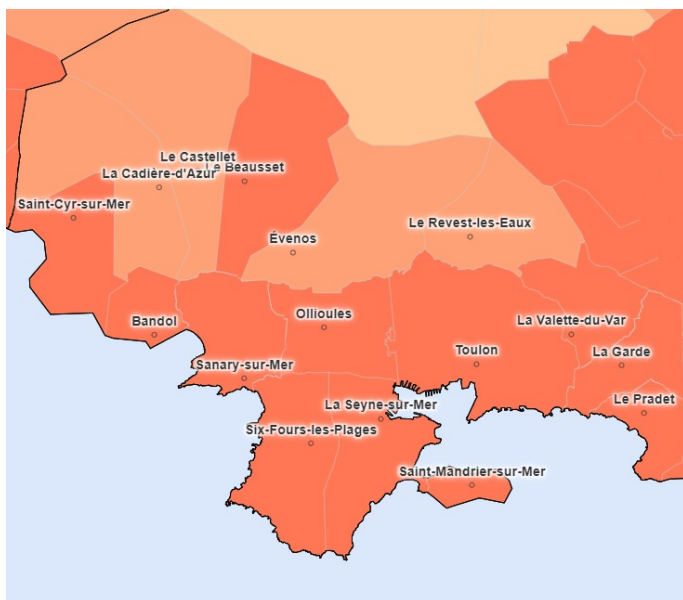 Le Castellet
La Cadière-d'Azur
Le Beausset
Saint-Cyr-sur-Mer
Le Revest-les-Eaux
Évenos
Ollioules
Bandol
La Valette-du-Var
Toulon
La Garde
Sanary-sur-Mer
Le Pradet
La Seyne-sur-Mer
Six-Fours-les-Plages
Saint-Mandrier-sur-Mer